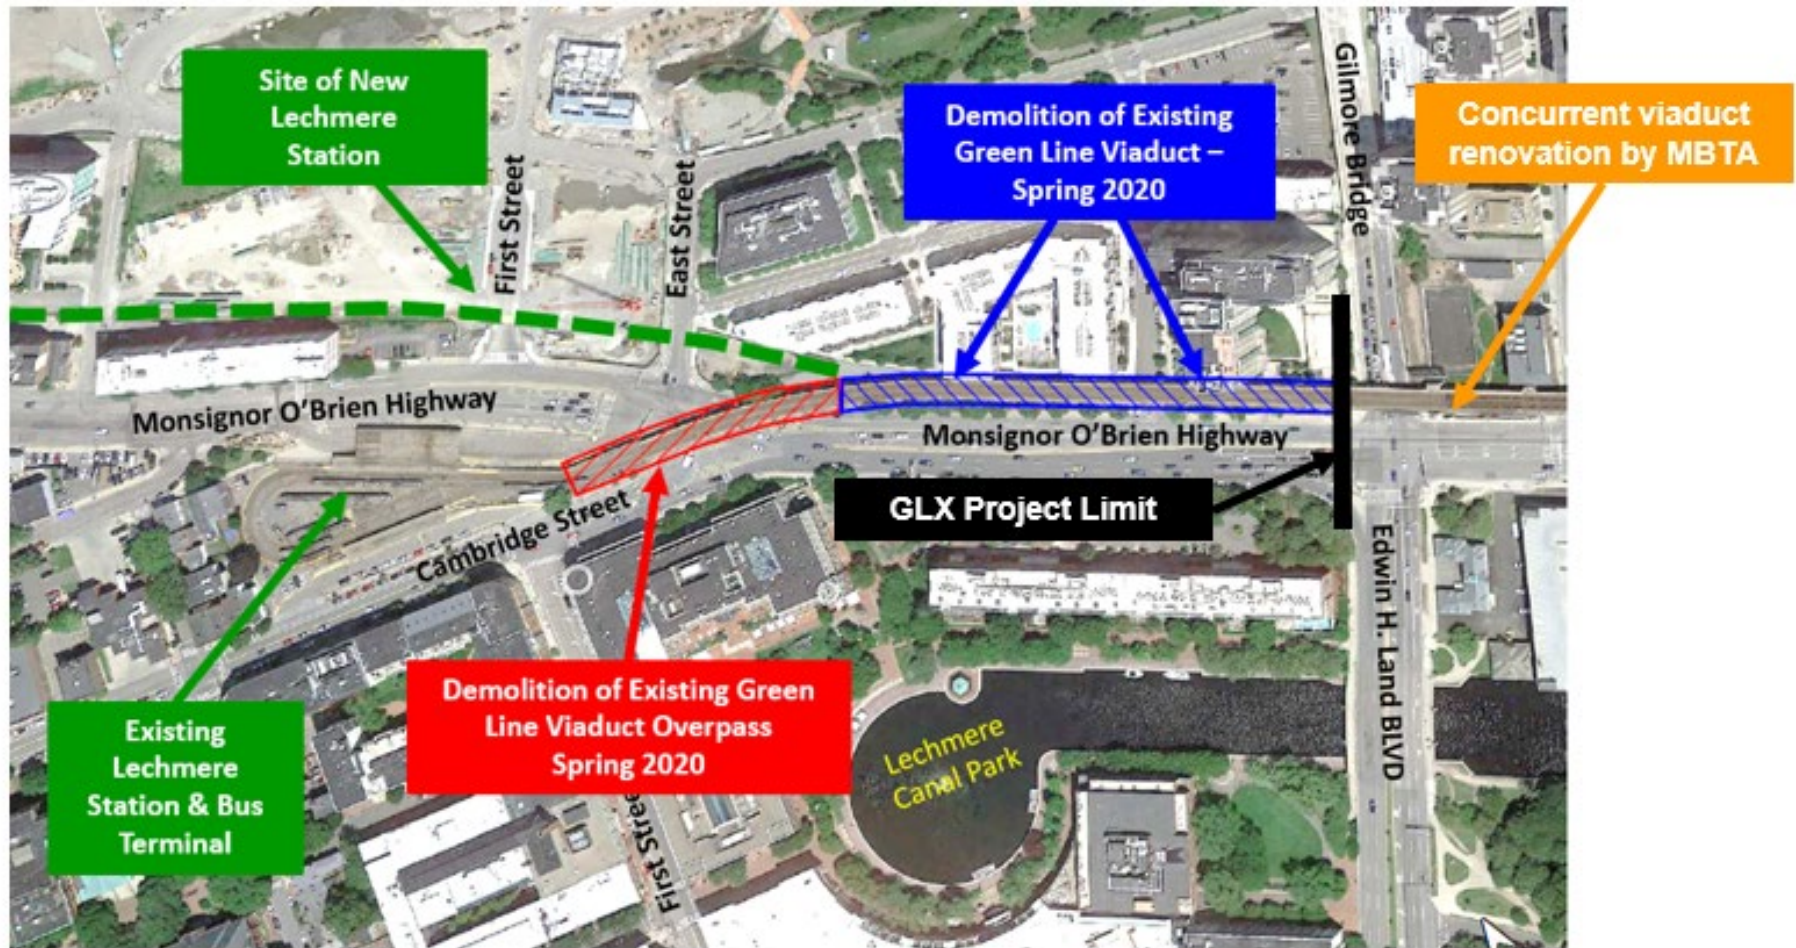 Site of New
Lechmere
Station
Demolition of Existing
Green Line Viaduct –
Spring 2020
Gilmore Bridge
Concurrent viaduct
renovation by MBTA
First Street
East Street
Monsignor O'Brien Highway
Monsignor O'Brien Highway
GLX Project Limit
Cambridge Street
Edwin H. Land BLVD
Demolition of Existing Green
Line Viaduct Overpass
Spring 2020
Existing
Lechmere
Station & Bus
Terminal
Lechmere
Canal Park
First Stree